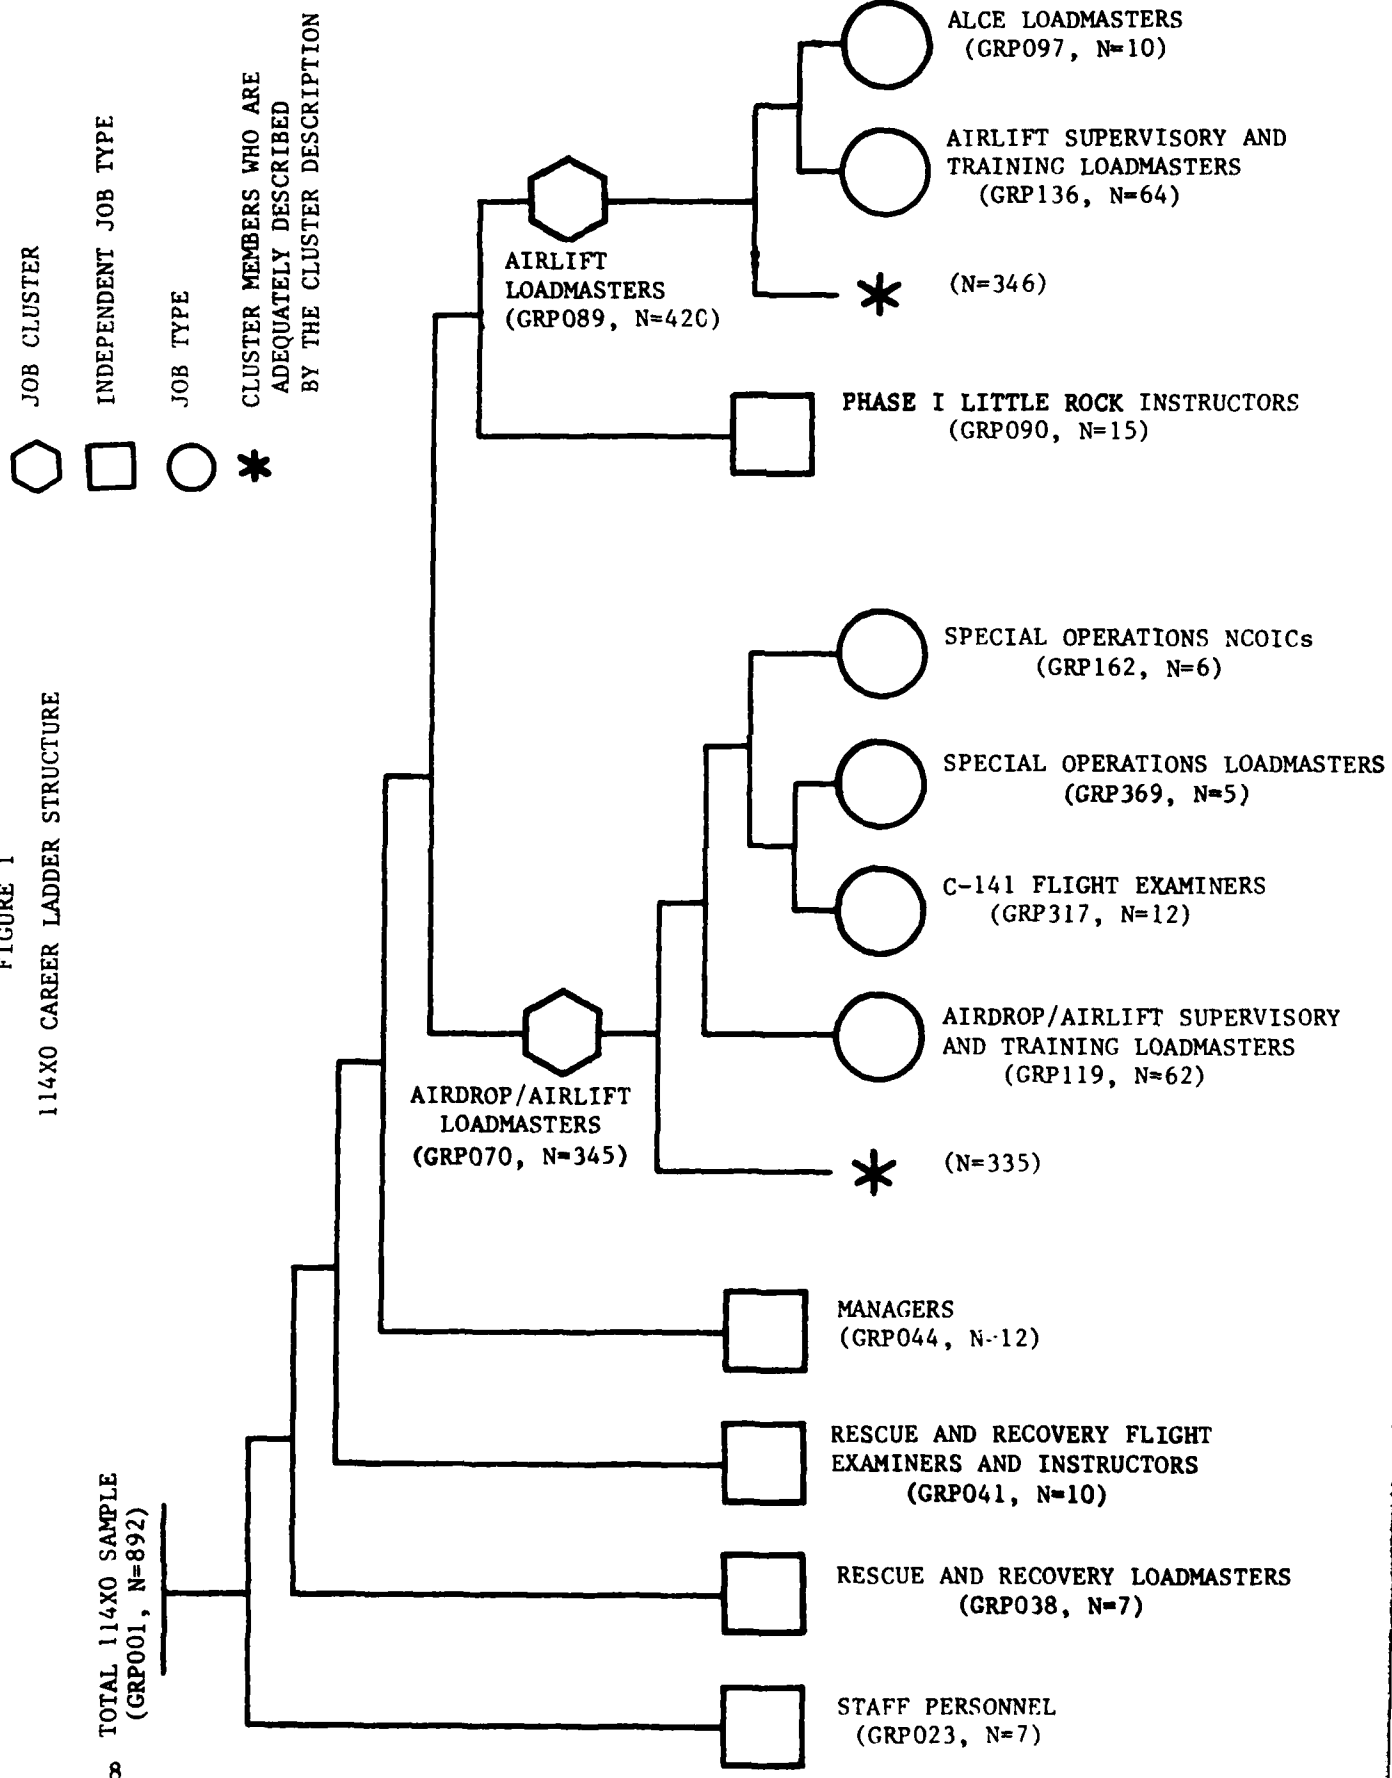 FIGURE 1
114X0 CAREER LADDER STRUCTURE
JOB CLUSTER
INDEPENDENT JOB TYPE
JOB TYPE
CLUSTER MEMBERS WHO ARE
ADEQUATELY DESCRIBED
BY THE CLUSTER DESCRIPTION
ALCE LOADMASTERS
(GRP097, N=10)
AIRLIFT SUPERVISORY AND
TRAINING LOADMASTERS
(GRP136, N=64)
AIRLIFT
LOADMASTERS
(GRP089, N=420)
* (N=346)
PHASE I LITTLE ROCK INSTRUCTORS
(GRP090, N=15)
SPECIAL OPERATIONS NCOICs
(GRP162, N=6)
SPECIAL OPERATIONS LOADMASTERS
(GRP369, N=5)
C-141 FLIGHT EXAMINERS
(GRP317, N=12)
AIRDROP/AIRLIFT SUPERVISORY
AND TRAINING LOADMASTERS
(GRP119, N=62)
AIRDROP/AIRLIFT
LOADMASTERS
(GRP070, N=345)
* (N=335)
MANAGERS
(GRP044, N=12)
RESCUE AND RECOVERY FLIGHT
EXAMINERS AND INSTRUCTORS
(GRP041, N=10)
RESCUE AND RECOVERY LOADMASTERS
(GRP038, N=7)
STAFF PERSONNEL
(GRP023, N=7)
TOTAL 114X0 SAMPLE
(GRP001, N=892)
8